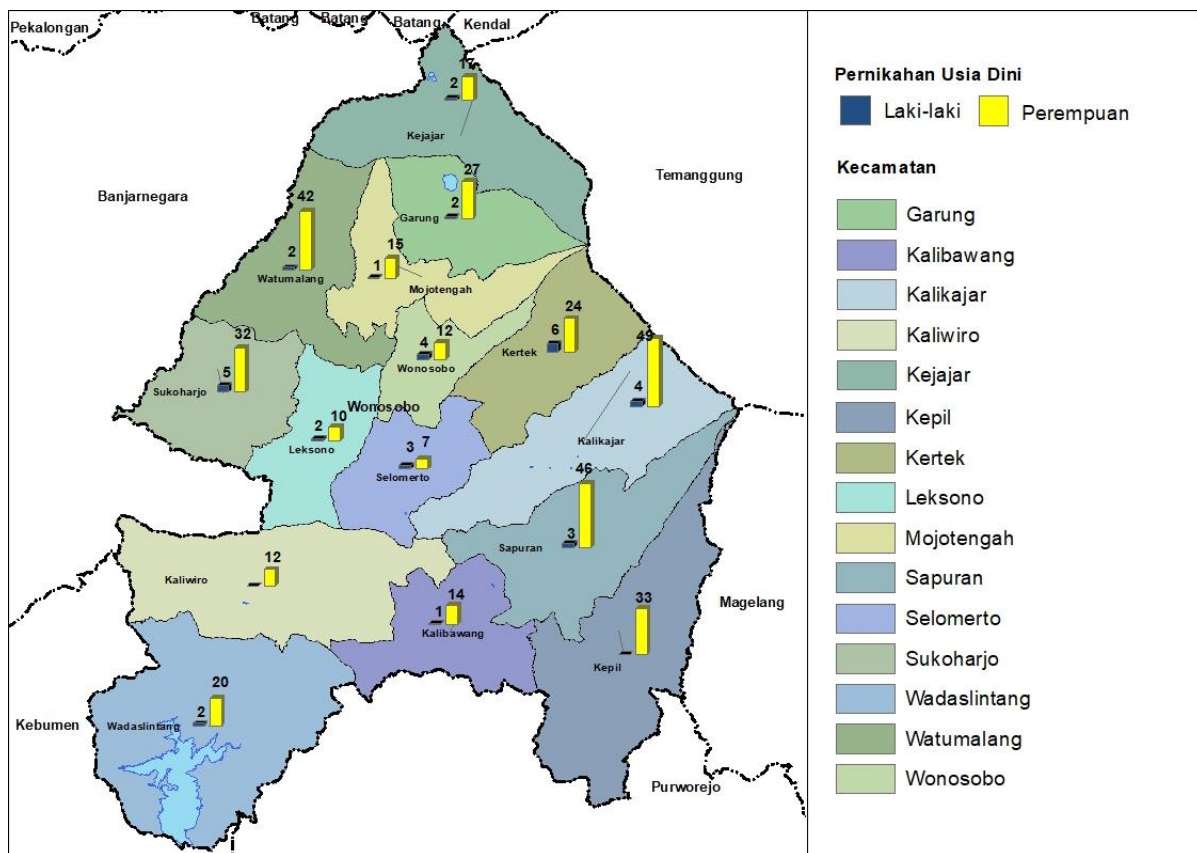 Batang Batang Batang Kendal
Pekalongan
17
2
Kejajar
Banjarnegara
Temanggung
27
2
Garung
42
2
Watumalang
15
1
Mojotengah
24
6
Kertek
12
4
Wonosobo
49
4
Kalikajar
32
5
Sukoharjo
Wonosobo
10
2
Leksono
3 7
Selomerto
46
3
Sapuran
12
Kaliwiro
14
1
Kalibawang
33
Kepil
Magelang
20
2
Wadaslintang
Kebumen
Purworejo
Pernikahan Usia Dini
Laki-laki Perempuan
Kecamatan
Garung
Kalibawang
Kalikajar
Kaliwiro
Kejajar
Kepil
Kertek
Leksono
Mojotengah
Sapuran
Selomerto
Sukoharjo
Wadaslintang
Watumalang
Wonosobo